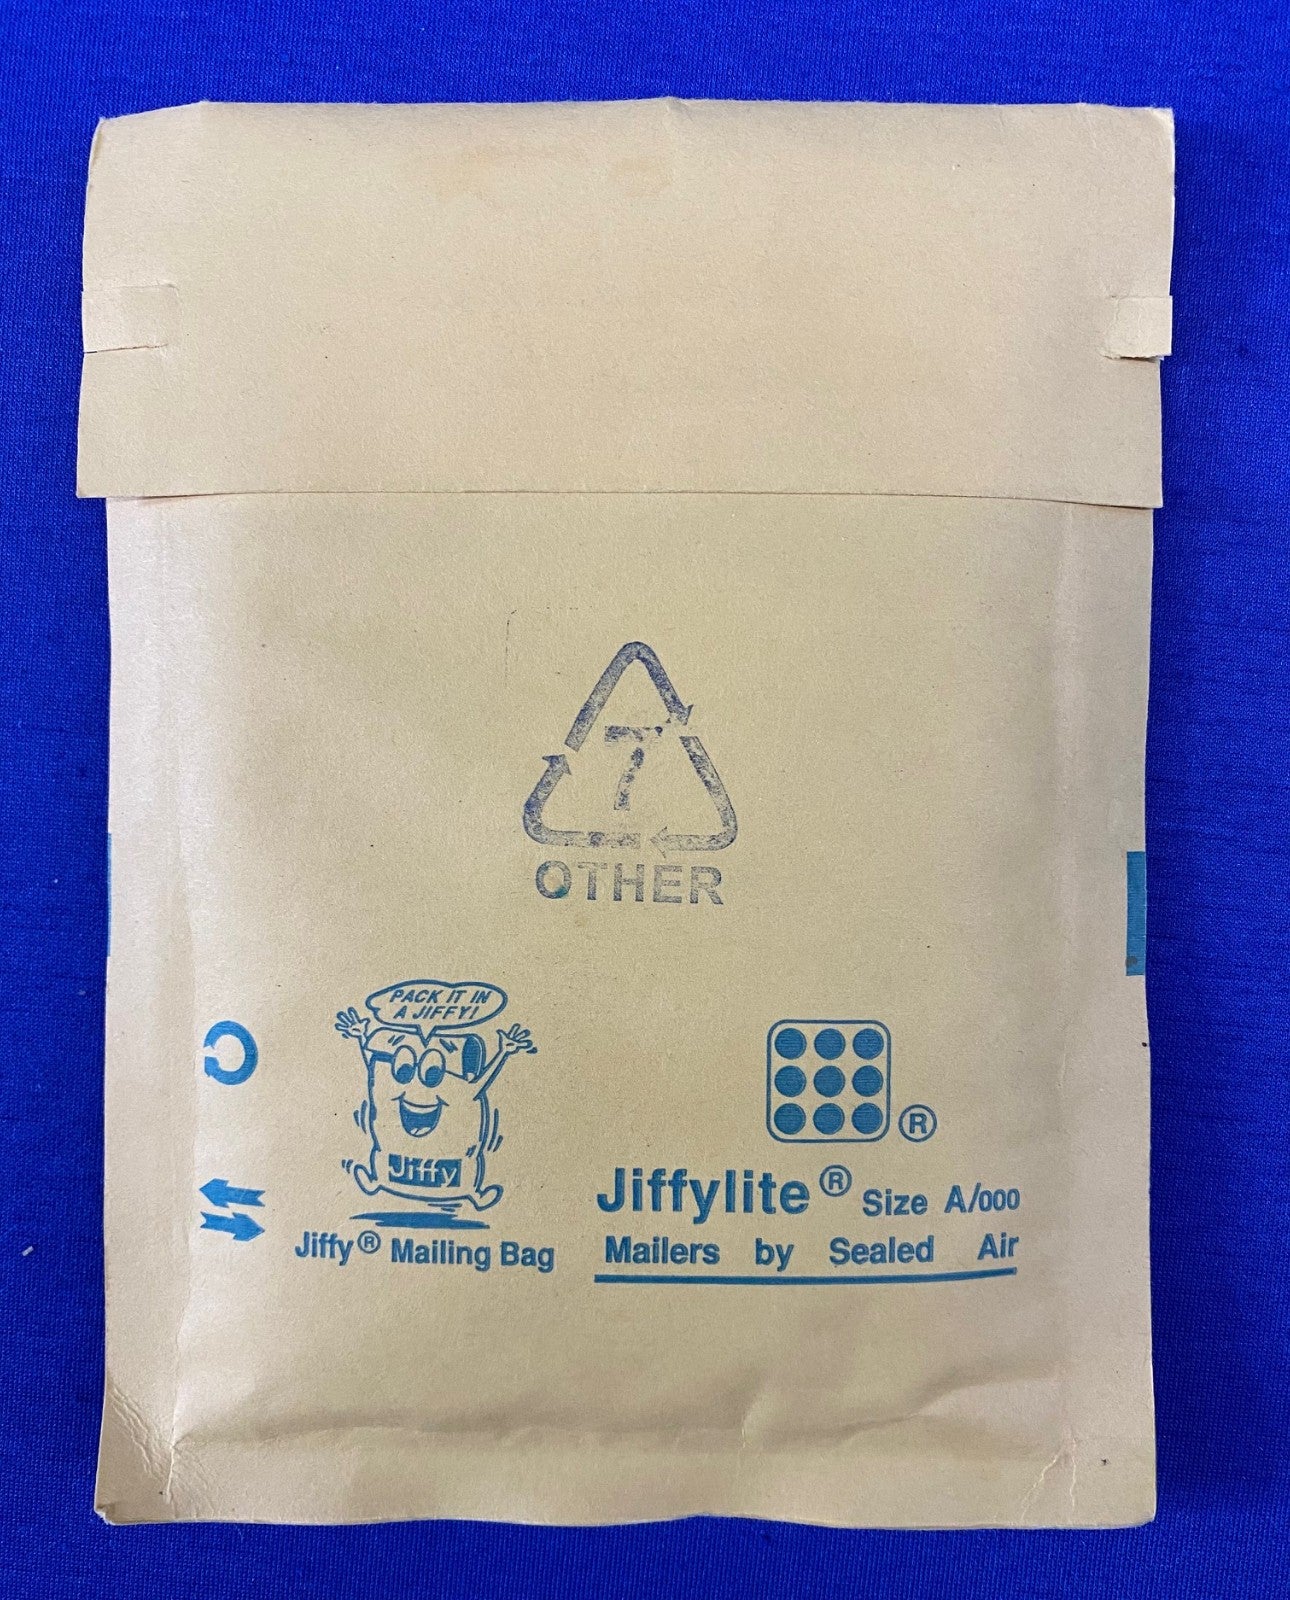 7
OTHER
PACK IT IN
A JIFFY!
Jiffy
Jiffy® Mailing Bag
®
Jiffylite® Size A/000
Mailers by Sealed Air